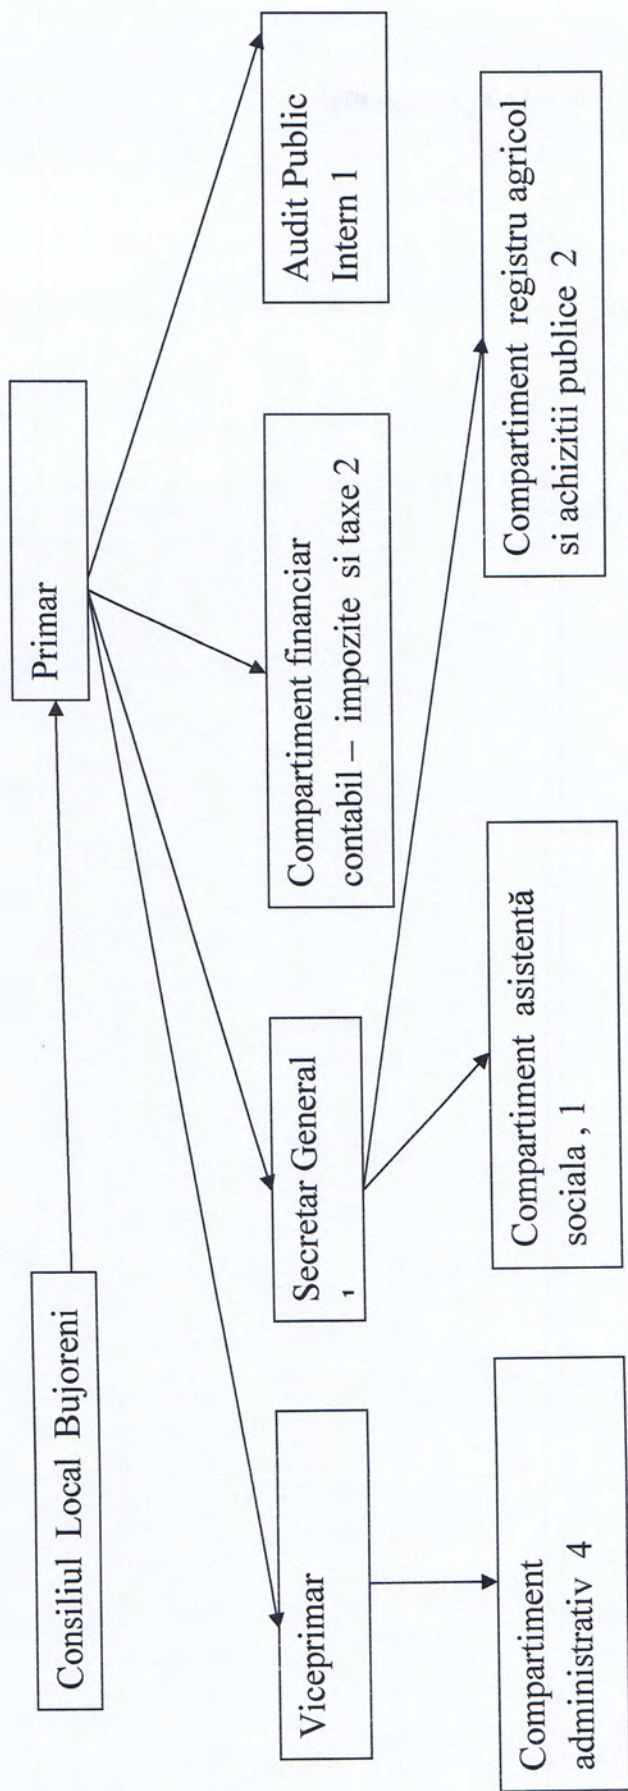 Consiliul Local Bujoreni
Primar
Viceprimar
Secretar General
1
Compartiment financiar
contabil – impozite si taxe 2
Audit Public
Intern 1
Compartiment
administrativ 4
Compartiment asistentă
sociala , 1
Compartiment registru agricol
si achizitii publice 2